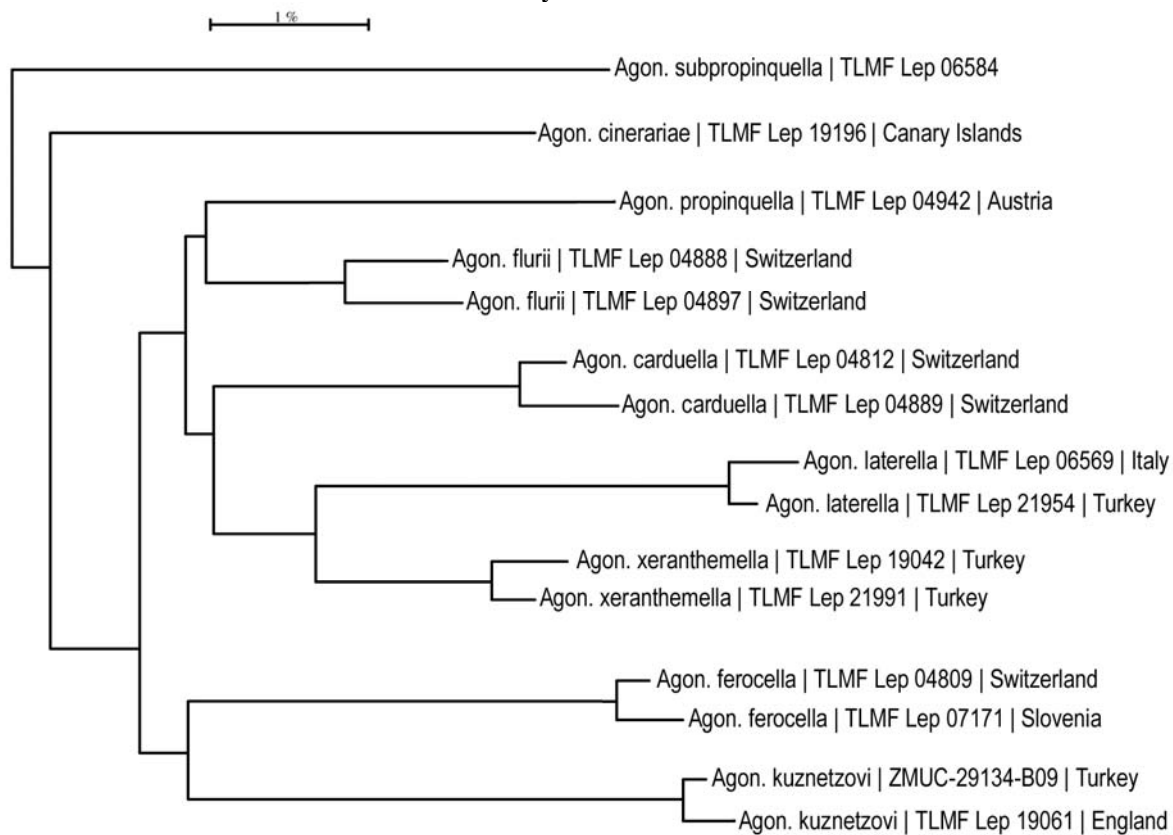 1 %
Agon. subpropinquella | TLMF Lep 06584
Agon. cinerariae | TLMF Lep 19196 | Canary Islands
Agon. propinquella | TLMF Lep 04942 | Austria
Agon. flurii | TLMF Lep 04888 | Switzerland
Agon. flurii | TLMF Lep 04897 | Switzerland
Agon. carduella | TLMF Lep 04812 | Switzerland
Agon. carduella | TLMF Lep 04889 | Switzerland
Agon. laterella | TLMF Lep 06569 | Italy
Agon. laterella | TLMF Lep 21954 | Turkey
Agon. xeranthemella | TLMF Lep 19042 | Turkey
Agon. xeranthemella | TLMF Lep 21991 | Turkey
Agon. ferocella | TLMF Lep 04809 | Switzerland
Agon. ferocella | TLMF Lep 07171 | Slovenia
Agon. kuznetzovi | ZMUC-29134-B09 | Turkey
Agon. kuznetzovi | TLMF Lep 19061 | England